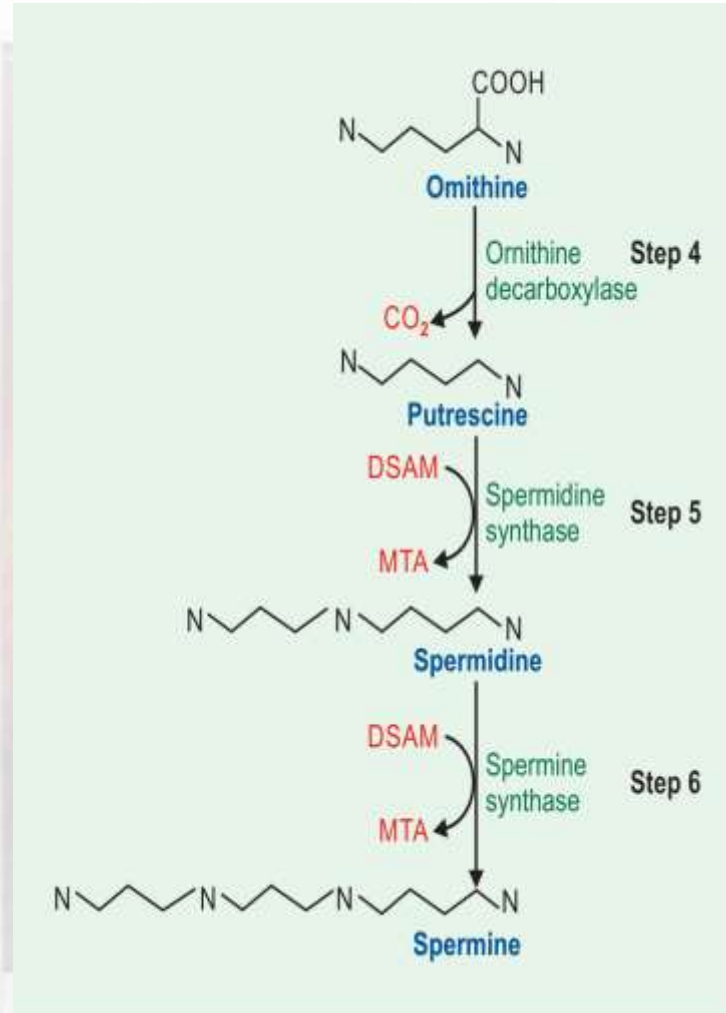 COOH
N
N
Omithine
Ornithine
decarboxylase
Step 4
CO₂
N
N
Putrescine
DSAM
Spermidine
synthase
Step 5
MTA
N N N
Spermidine
DSAM
Spermine
synthase
Step 6
MTA
N N N N
Spermine